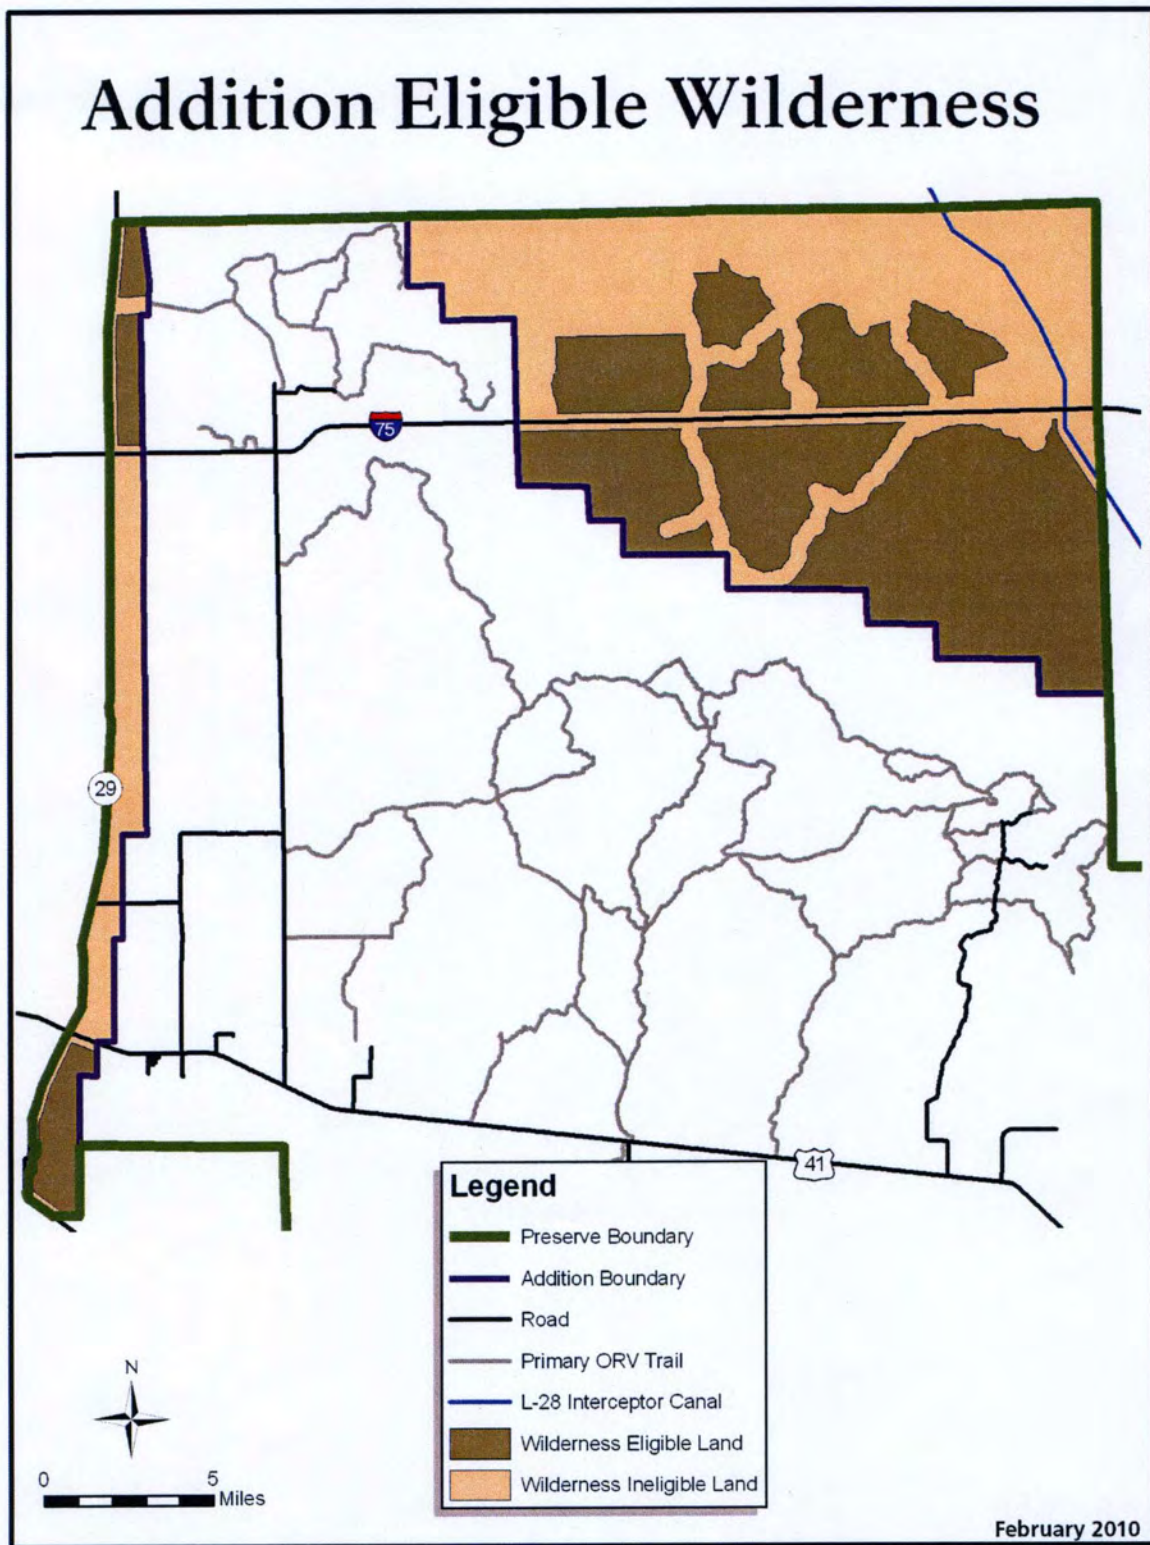 Addition Eligible Wilderness
75
29
41
Legend
Preserve Boundary
Addition Boundary
Road
Primary ORV Trail
L-28 Interceptor Canal
Wilderness Eligible Land
Wilderness Ineligible Land
N
0 5
Miles
February 2010